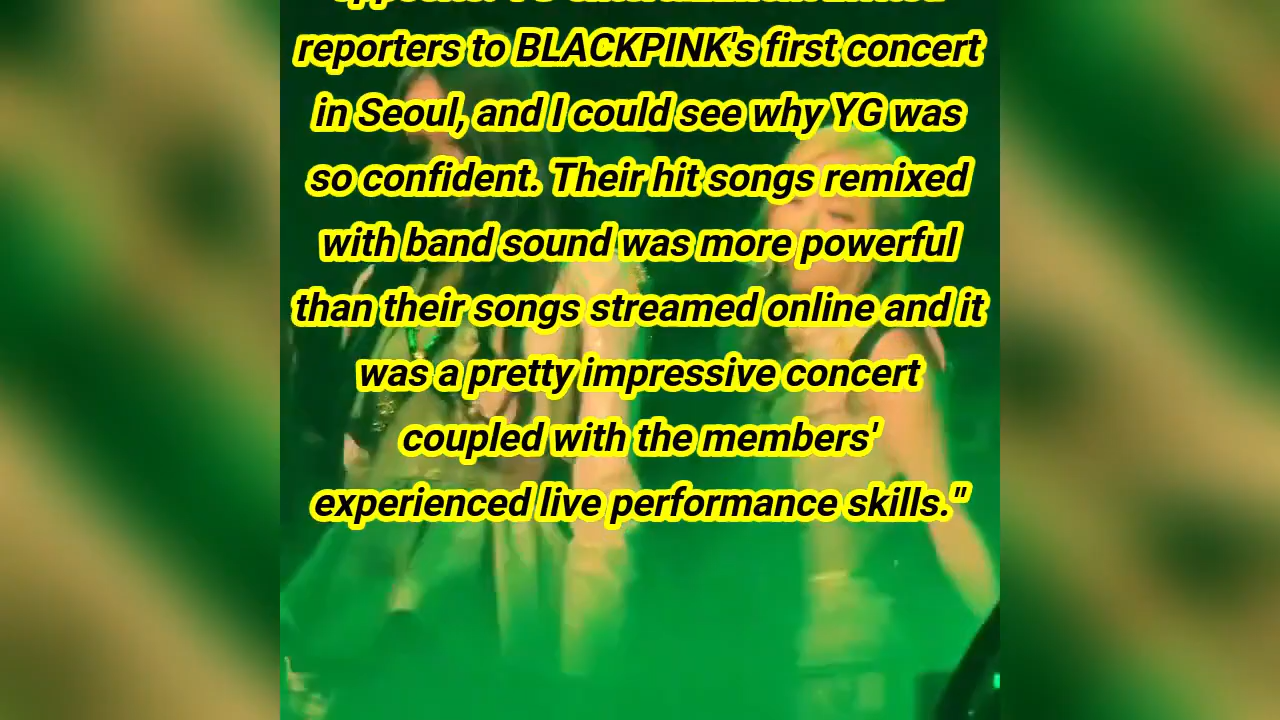 reporters to BLACKPINK's first concert
in Seoul, and I could see why YG was
so confident. Their hit songs remixed
with band sound was more powerful
than their songs streamed online and it
was a pretty impressive concert
coupled with the members'
experienced live performance skills."